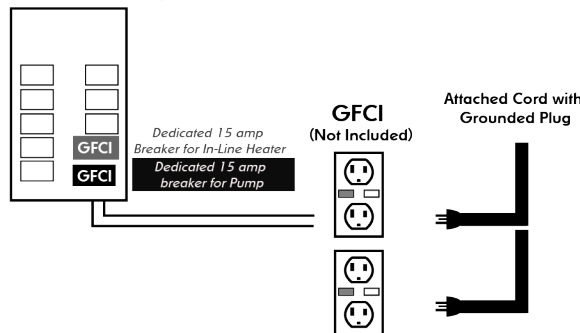 GFCI
GFCI
Dedicated 15 amp
Breaker for In-Line Heater
Dedicated 15 amp
breaker for Pump
GFCI
(Not Included)
Attached Cord with
Grounded Plug